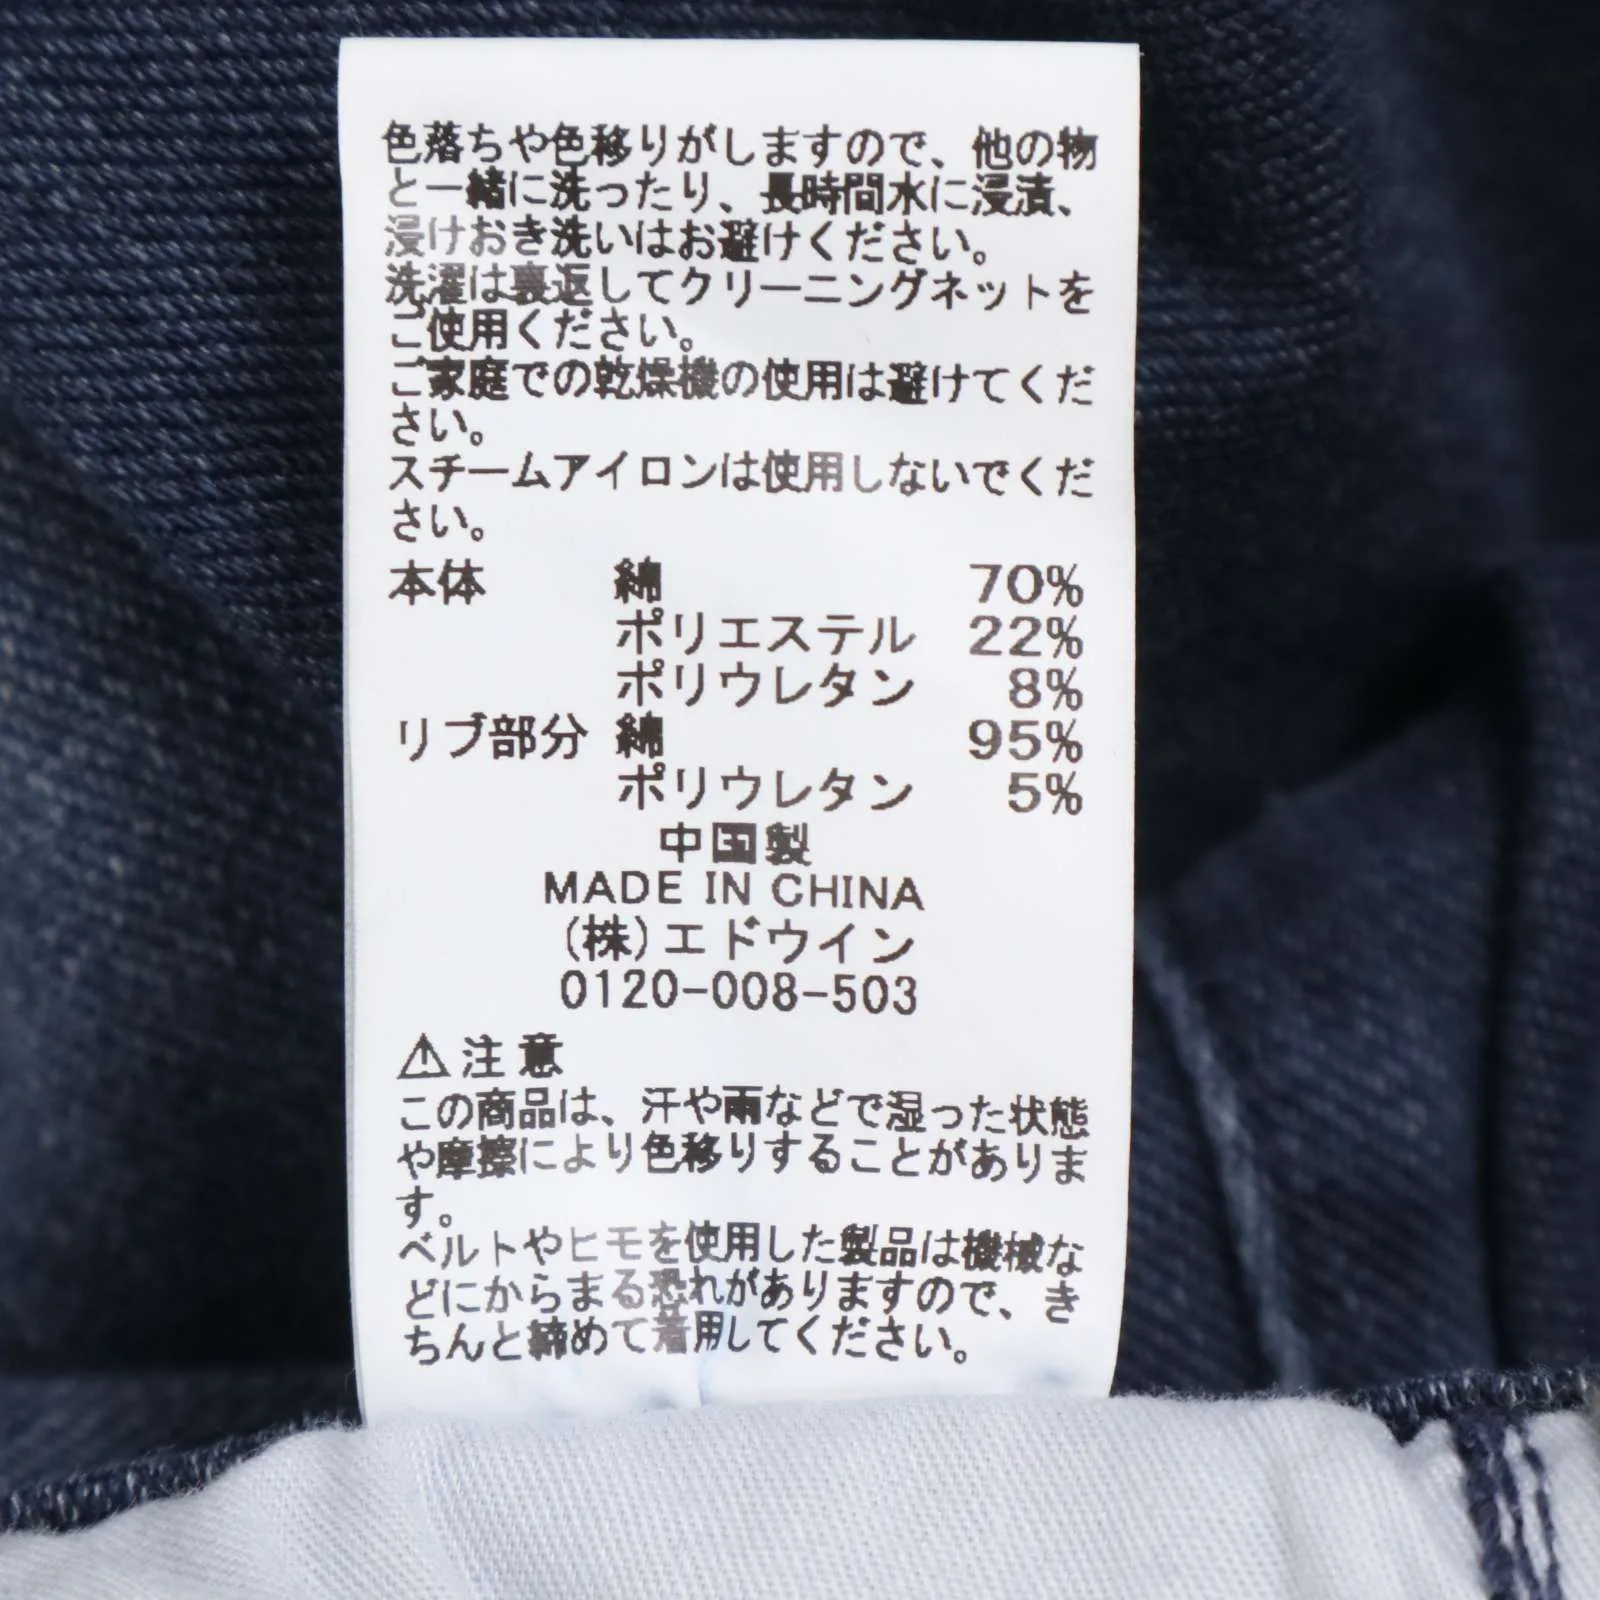 色落ちや色移りがしますので、他の物
と一緒に洗ったり、長時間水に浸漬、
浸けおき洗いはお避けください。
洗濯は裏返してクリーニングネットを
ご使用ください。
ご家庭での乾燥機の使用は避けてくだ
さい。
スチームアイロンは使用しないでくだ
さい。
本体 綿 70%
ポリエステル 22%
ポリウレタン 8%
リブ部分 綿 95%
ポリウレタン 5%
中国製
MADE IN CHINA
(株)エドウイン
0120-008-503
⚠注意
この商品は、汗や雨などで湿った状態
や摩擦により色移りすることがありま
す。
ベルトやヒモを使用した製品は機械な
どにからまる恐れがありますので、き
ちんと締めて着用してください。